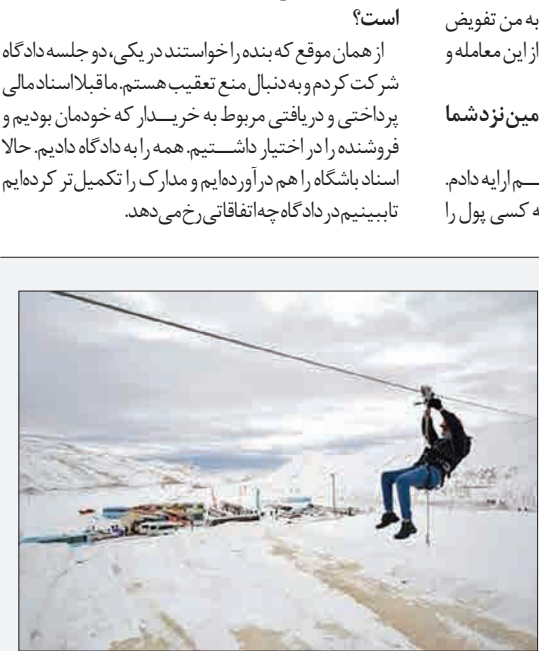 به من تفویض
از این معامله و
مین نزد شما
ـم ارایه دادم.
ه کسی پول را
است؟
از همان موقع که بنده را خواستند در یکی، دو جلسه دادگاه
شرکت کردم و به دنبال منع تعقیب هستم. ما قبلا اسناد مالی
پرداختی و دریافتی مربوط به خریــدار که خودمان بودیم و
فروشنده را در اختیار داشــتیم. همه را به دادگاه دادیم. حالا
اسناد باشگاه را هم درآورده‌ایم و مدارک را تکمیل‌تر کرده‌ایم
تا ببینیم در دادگاه چه اتفاقاتی رخ می‌دهد.